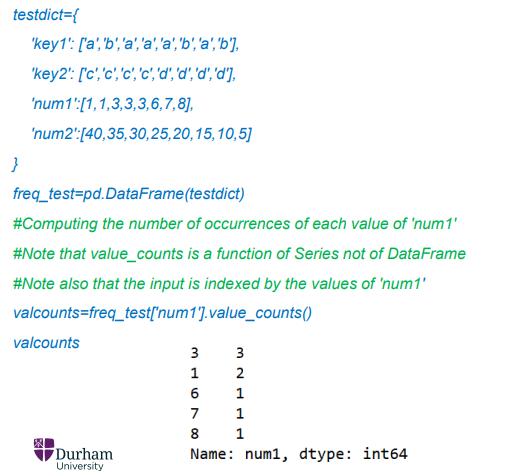 testdict={
'key1': ['a','b','a','a','a','b','a','b'],
'key2': ['c','c','c','c','d','d','d','d'],
'num1':[1,1,3,3,3,6,7,8],
'num2':[40,35,30,25,20,15,10,5]
}
freq_test=pd.DataFrame(testdict)
#Computing the number of occurrences of each value of 'num1'
#Note that value_counts is a function of Series not of DataFrame
#Note also that the input is indexed by the values of 'num1'
valcounts=freq_test['num1'].value_counts()
valcounts
3 3
1 2
6 1
7 1
8 1
Name: num1, dtype: int64
Durham
University